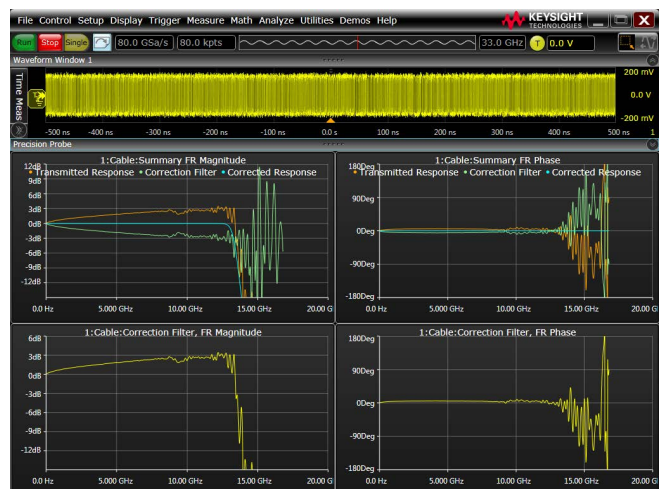 File Control Setup Display Trigger Measure Math Analyze Utilities Demos Help
KEYSIGHT TECHNOLOGIES
Run Stop Single 80.0 GSa/s 80.0 kpts 33.0 GHz T 0.0 V
Waveform Window 1
Time Meas
200 mV
0.0 V
-200 mV
-500 ns -400 ns -300 ns -200 ns -100 ns 0.0 s 100 ns 200 ns 300 ns 400 ns 500 ns 1
Precision Probe
1:Cable:Summary FR Magnitude
Transmitted Response • Correction Filter • Corrected Response
12dB
9dB
6dB
3dB
0dB
-3dB
-6dB
-9dB
-12dB
0.0 Hz 5.000 GHz 10.00 GHz 15.00 GHz 20.00 G
1:Cable:Summary FR Phase
180Deg
• Transmitted Response • Correction Filter • Corrected Response
90Deg
0Deg
-90Deg
-180Deg
0.0 Hz 5.000 GHz 10.00 GHz 15.00 GHz 20.00 GI
1:Cable:Correction Filter, FR Magnitude
6dB
3dB
0dB
-3dB
-6dB
-9dB
-12dB
0.0 Hz 5.000 GHz 10.00 GHz 15.00 GHz 20.00 G
1:Cable:Correction Filter, FR Phase
180Deg
90Deg
0Deg
-90Deg
-180Deg
0.0 Hz 5.000 GHz 10.00 GHz 15.00 GHz 20.00 GI